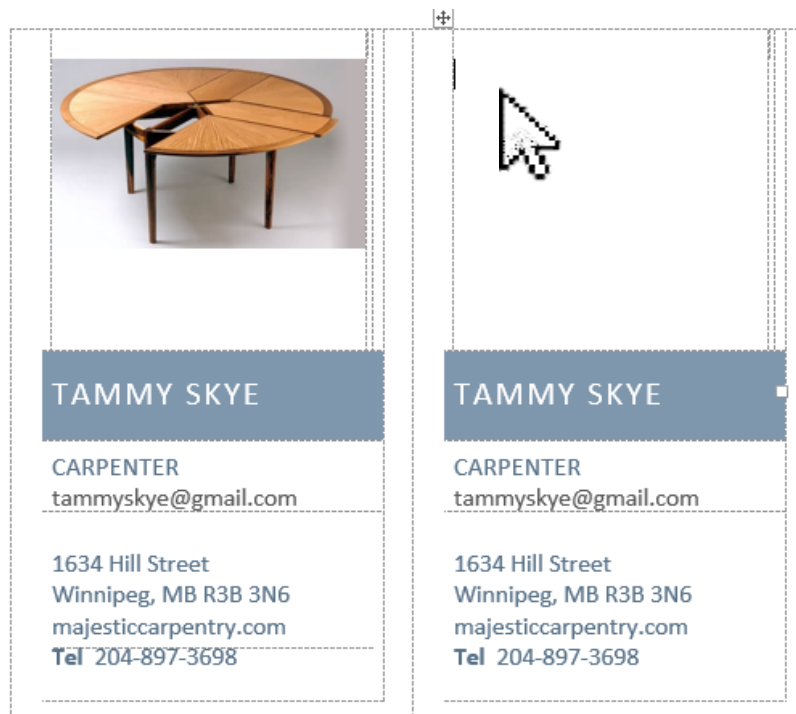 TAMMY SKYE
CARPENTER
tammyskye@gmail.com
1634 Hill Street
Winnipeg, MB R3B 3N6
majesticcarpentry.com
Tel 204-897-3698
TAMMY SKYE
CARPENTER
tammyskye@gmail.com
1634 Hill Street
Winnipeg, MB R3B 3N6
majesticcarpentry.com
Tel 204-897-3698